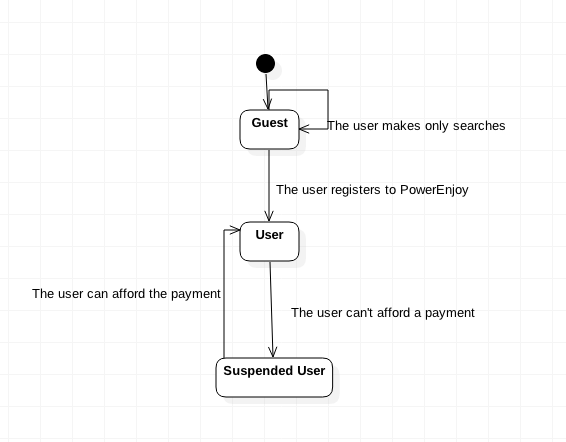 Guest
The user makes only searches
The user registers to PowerEnjoy
User
The user can afford the payment
The user can't afford a payment
Suspended User